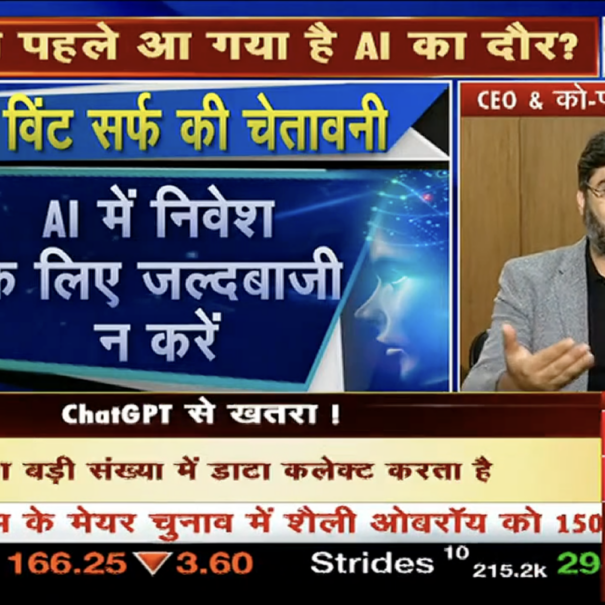 पहले आ गया है AI का दौर?
विंट सर्फ की चेतावनी
CEO & को-
AI में निवेश
लिए जल्दबाजी
न करें
ChatGPT से खतरा !
बड़ी संख्या में डाटा कलेक्ट करता है
के मेयर चुनाव में शैली ओबरॉय को 150
166.25 ▼ 3.60 Strides 10 215.2k 29